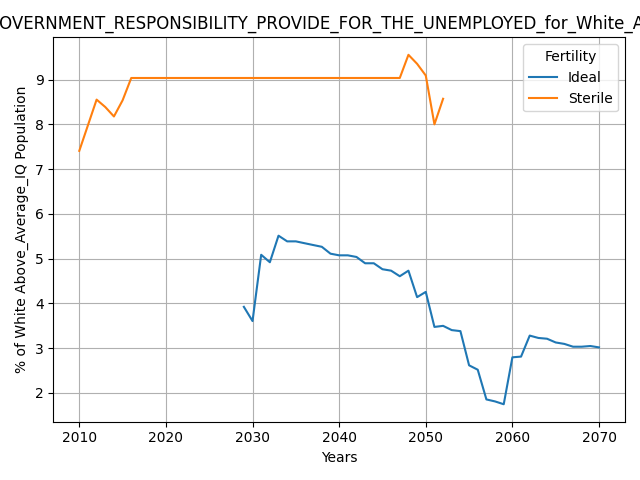 OVERNMENT_RESPONSIBILITY_PROVIDE_FOR_THE_UNEMPLOYED_for_White_A
% of White Above_Average_IQ Population
9
8
7
6
5
4
3
2
Fertility
Ideal
Sterile
2010 2020 2030 2040 2050 2060 2070
Years